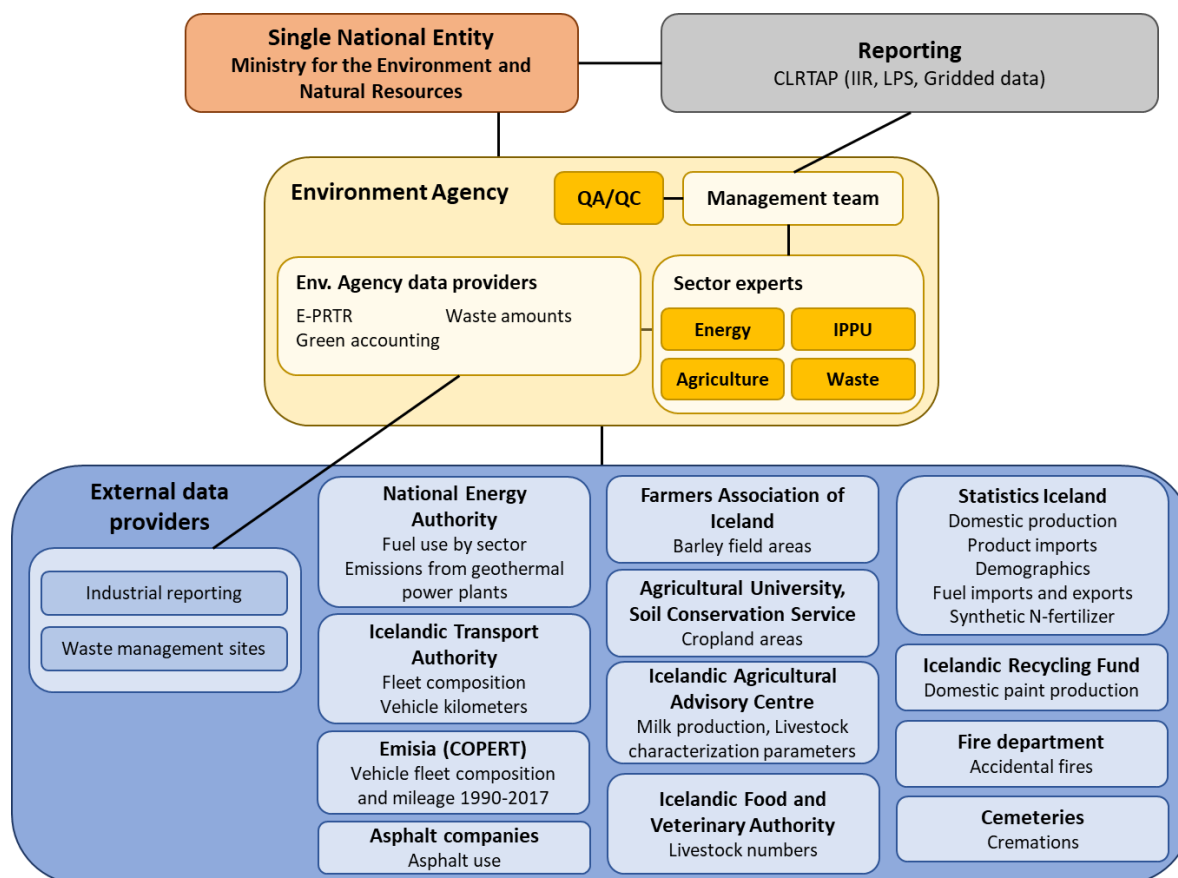 Single National Entity
Ministry for the Environment and
Natural Resources
Reporting
CLRTAP (IIR, LPS, Gridded data)
Environment Agency
QA/QC
Management team
Env. Agency data providers
E-PRTR
Waste amounts
Green accounting
Sector experts
Energy
IPPU
Agriculture
Waste
External data
providers
Industrial reporting
Waste management sites
National Energy
Authority
Fuel use by sector
Emissions from geothermal
power plants
Icelandic Transport
Authority
Fleet composition
Vehicle kilometers
Emisia (COPERT)
Vehicle fleet composition
and mileage 1990-2017
Asphalt companies
Asphalt use
Farmers Association of
Iceland
Barley field areas
Agricultural University,
Soil Conservation Service
Cropland areas
Icelandic Agricultural
Advisory Centre
Milk production, Livestock
characterization parameters
Icelandic Food and
Veterinary Authority
Livestock numbers
Statistics Iceland
Domestic production
Product imports
Demographics
Fuel imports and exports
Synthetic N-fertilizer
Icelandic Recycling Fund
Domestic paint production
Fire department
Accidental fires
Cemeteries
Cremations